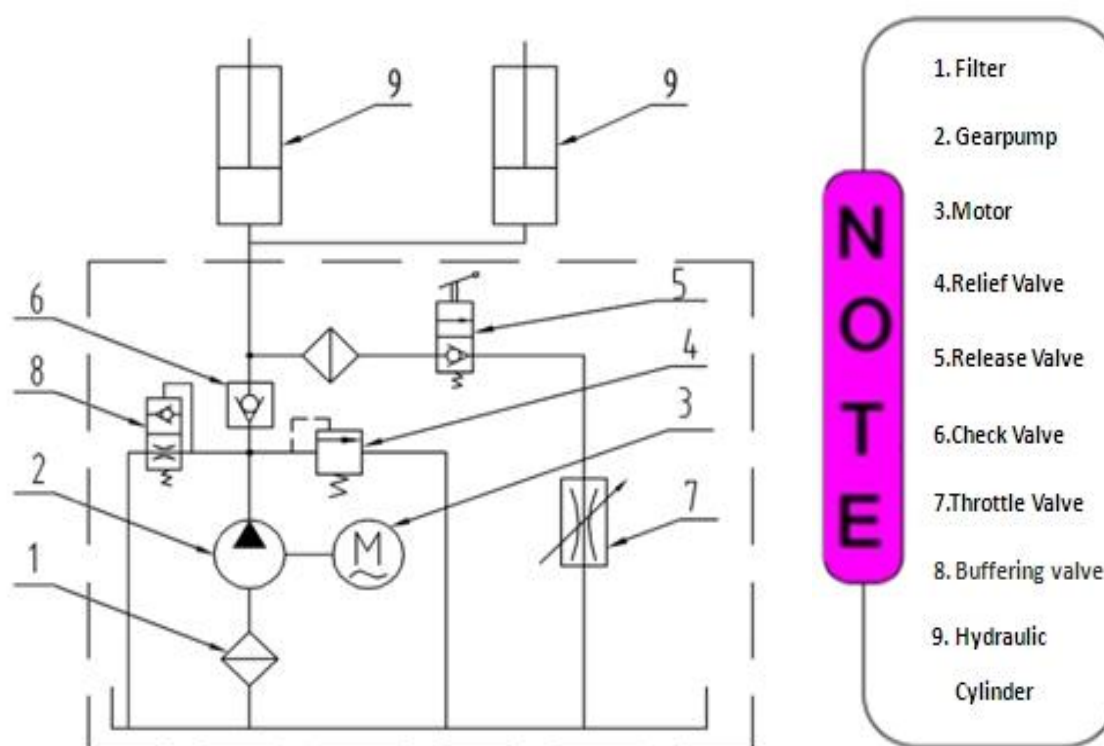 9
9
6
5
8
4
3
2
7
1
M
NOTE
1. Filter
2. Gearpump
3.Motor
4.Relief Valve
5.Release Valve
6.Check Valve
7.Throttle Valve
8. Buffering valve
9. Hydraulic
Cylinder